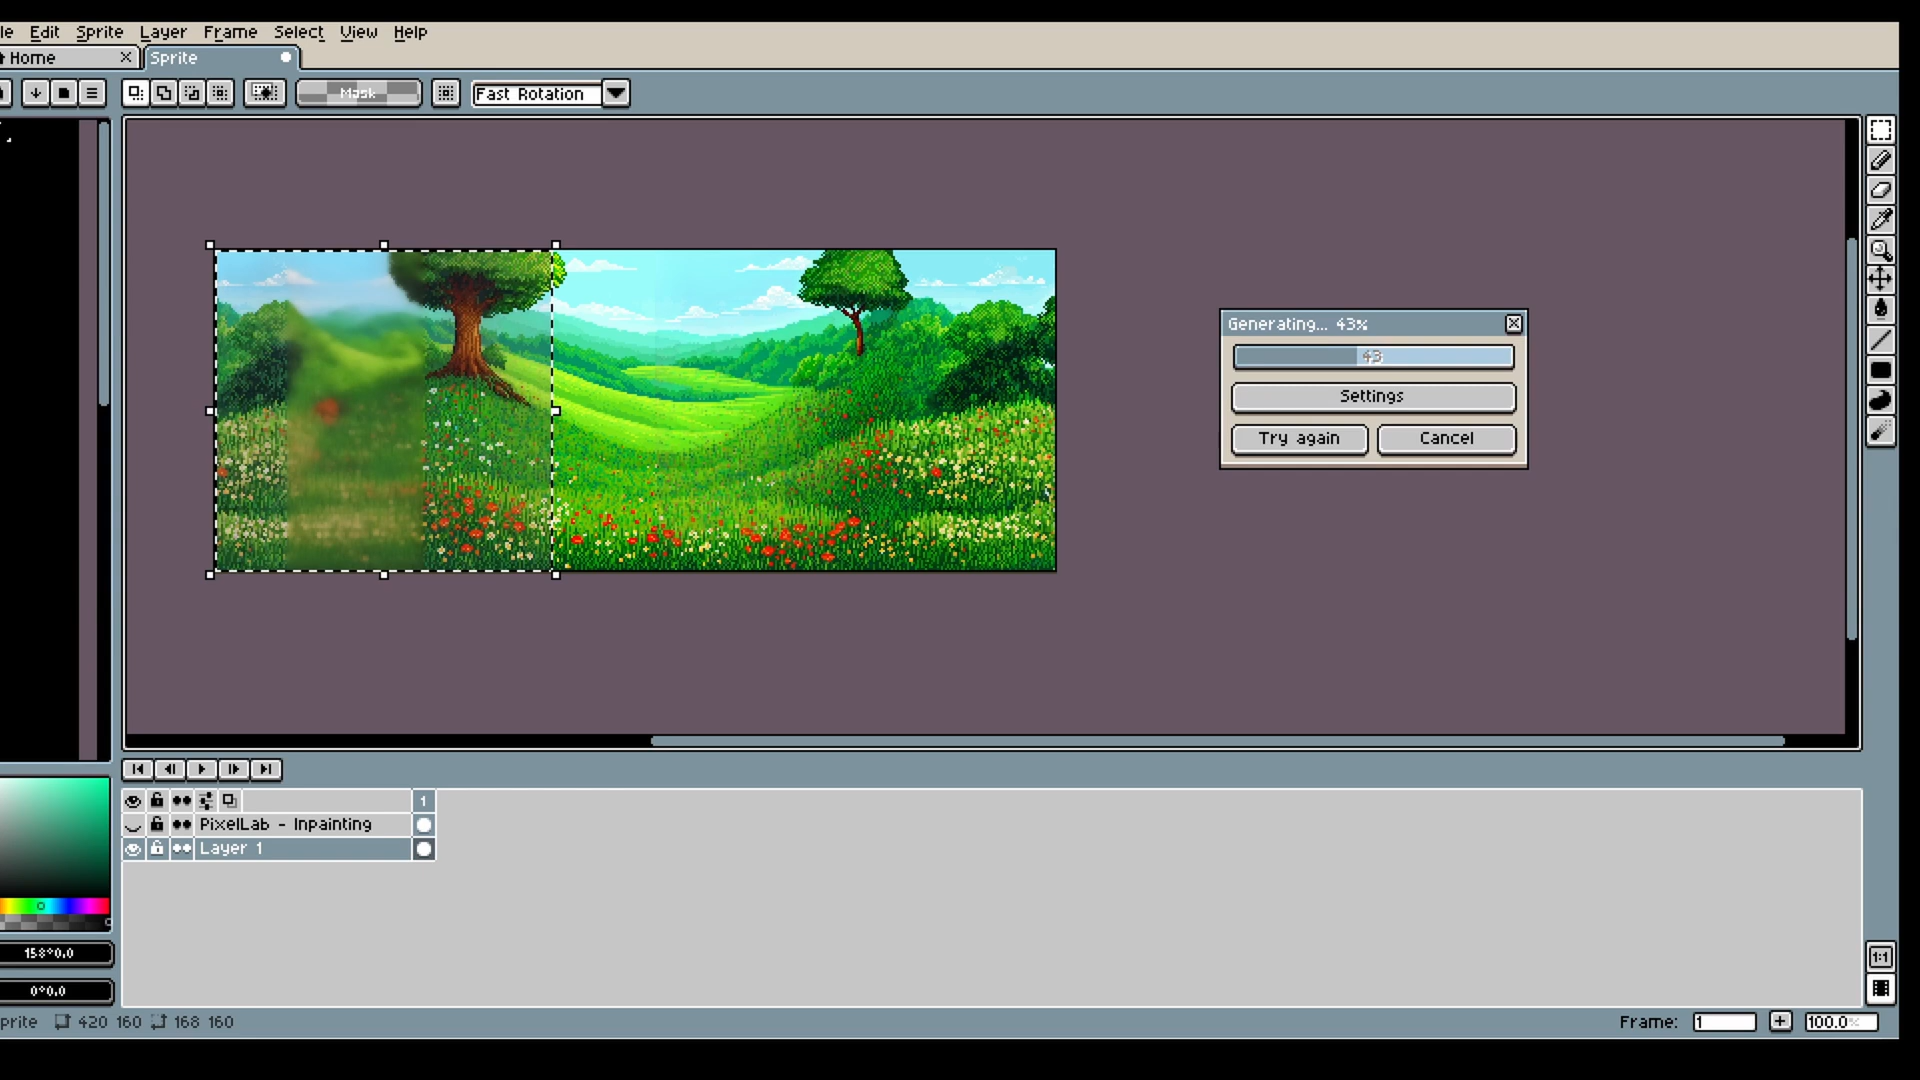 le Edit Sprite Layer Frame Select View Help
Home
Sprite
Mask
Fast Rotation
Generating... 43%
43
Settings
Try again Cancel
1
PixelLab - Inpainting
Layer 1
158°0,0
0°0,0
1:1
prite 420 160 168 160
Frame: 1 100.0%